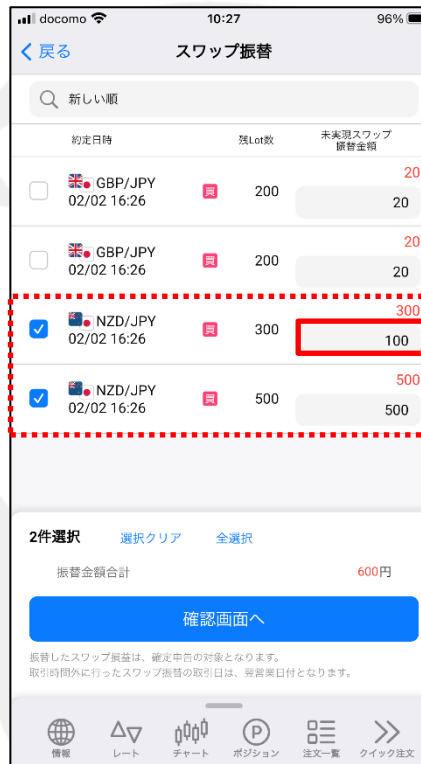 docomo 10:27 96%
戻る スワップ振替
新しい順
約定日時 残Lot数 未実現スワップ
振替金額
20
GBP/JPY
02/02 16:26 買 200 20
20
GBP/JPY
02/02 16:26 買 200 20
300
NZD/JPY
02/02 16:26 買 300 100
500
NZD/JPY
02/02 16:26 買 500 500
2件選択 選択クリア 全選択
振替金額合計 600円
確認画面へ
振替したスワップ損益は、確定申告の対象となります。
取引時間外に行ったスワップ振替の取引日は、翌営業日付となります。
情報 レート チャート P ポジション 注文一覧 クイック注文